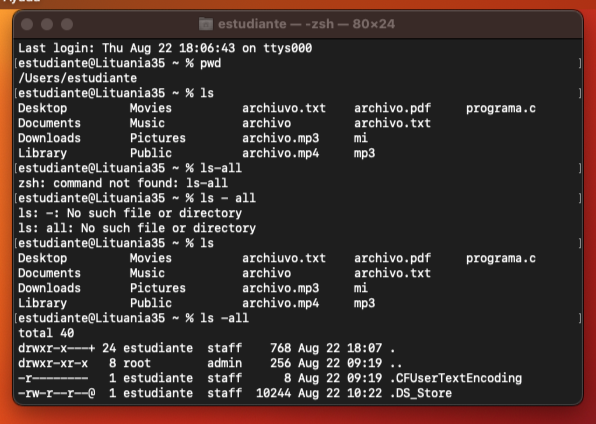 estudiante — -zsh — 80×24
Last login: Thu Aug 22 18:06:43 on ttys000
[estudiante@Lituania35 ~ % pwd ]
/Users/estudiante
[estudiante@Lituania35 ~ % ls ]
Desktop Movies archiuvo.txt archivo.pdf programa.c
Documents Music archivo archivo.txt
Downloads Pictures archivo.mp3 mi
Library Public archivo.mp4 mp3
[estudiante@Lituania35 ~ % ls-all ]
zsh: command not found: ls-all
[estudiante@Lituania35 ~ % ls - all ]
ls: -: No such file or directory
ls: all: No such file or directory
[estudiante@Lituania35 ~ % ls ]
Desktop Movies archiuvo.txt archivo.pdf programa.c
Documents Music archivo archivo.txt
Downloads Pictures archivo.mp3 mi
Library Public archivo.mp4 mp3
[estudiante@Lituania35 ~ % ls -all ]
total 40
drwxr-x---+ 24 estudiante staff 768 Aug 22 18:07 .
drwxr-xr-x 8 root admin 256 Aug 22 09:19 ..
-r-------- 1 estudiante staff 8 Aug 22 09:19 .CFUserTextEncoding
-rw-r--r--@ 1 estudiante staff 10244 Aug 22 10:22 .DS_Store